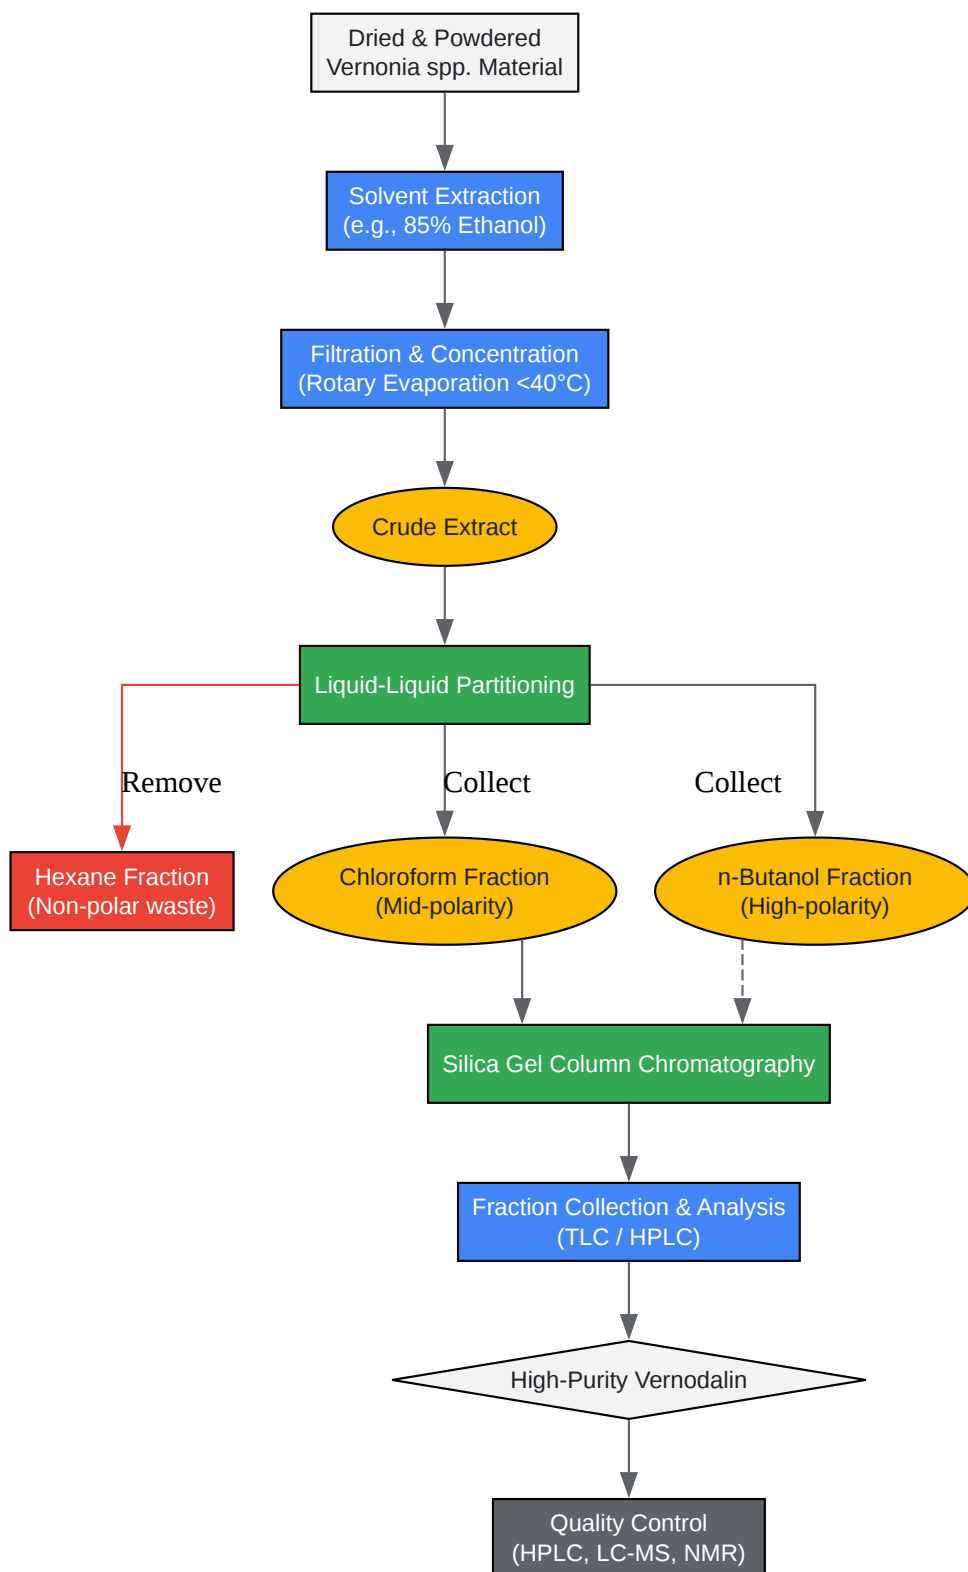 Dried & Powdered
Vernonia spp. Material
Solvent Extraction
(e.g., 85% Ethanol)
Filtration & Concentration
(Rotary Evaporation <40°C)
Crude Extract
Liquid-Liquid Partitioning
Remove
Collect
Collect
Hexane Fraction
(Non-polar waste)
Chloroform Fraction
(Mid-polarity)
n-Butanol Fraction
(High-polarity)
Silica Gel Column Chromatography
Fraction Collection & Analysis
(TLC / HPLC)
High-Purity Vernodalin
Quality Control
(HPLC, LC-MS, NMR)